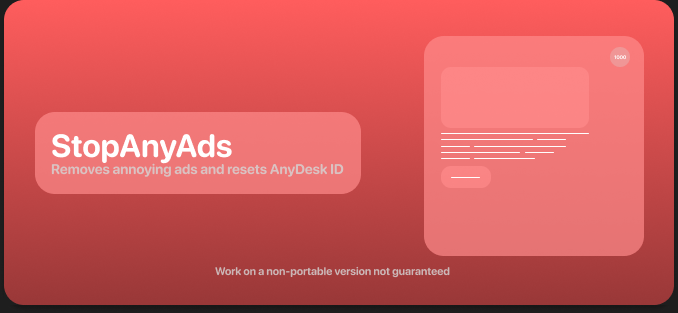 1000
StopAnyAds
Removes annoying ads and resets AnyDesk ID
Work on a non-portable version not guaranteed